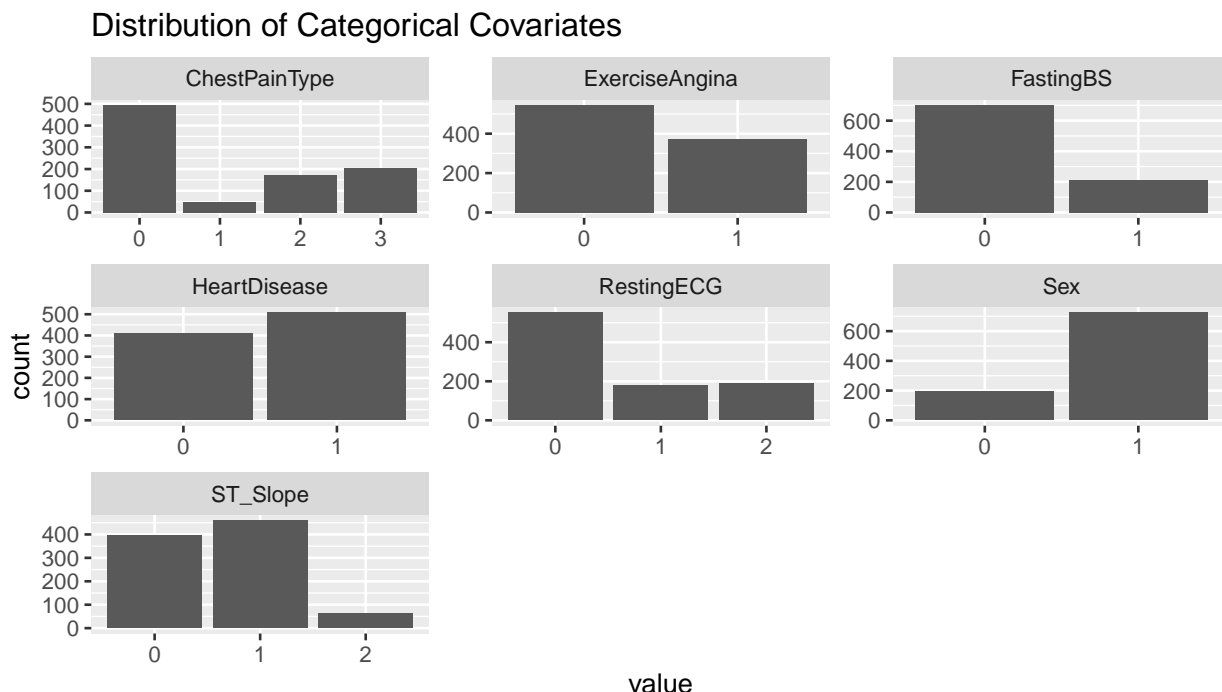 Distribution of Categorical Covariates
ChestPainType
500
400
300
200
100
0
0 1 2 3
ExerciseAngina
400
200
0
0 1
FastingBS
600
400
200
0
0 1
HeartDisease
500
400
300
200
100
0
0 1
RestingECG
400
200
0
0 1 2
Sex
600
400
200
0
0 1
ST_Slope
400
300
200
100
0
0 1 2
count
value